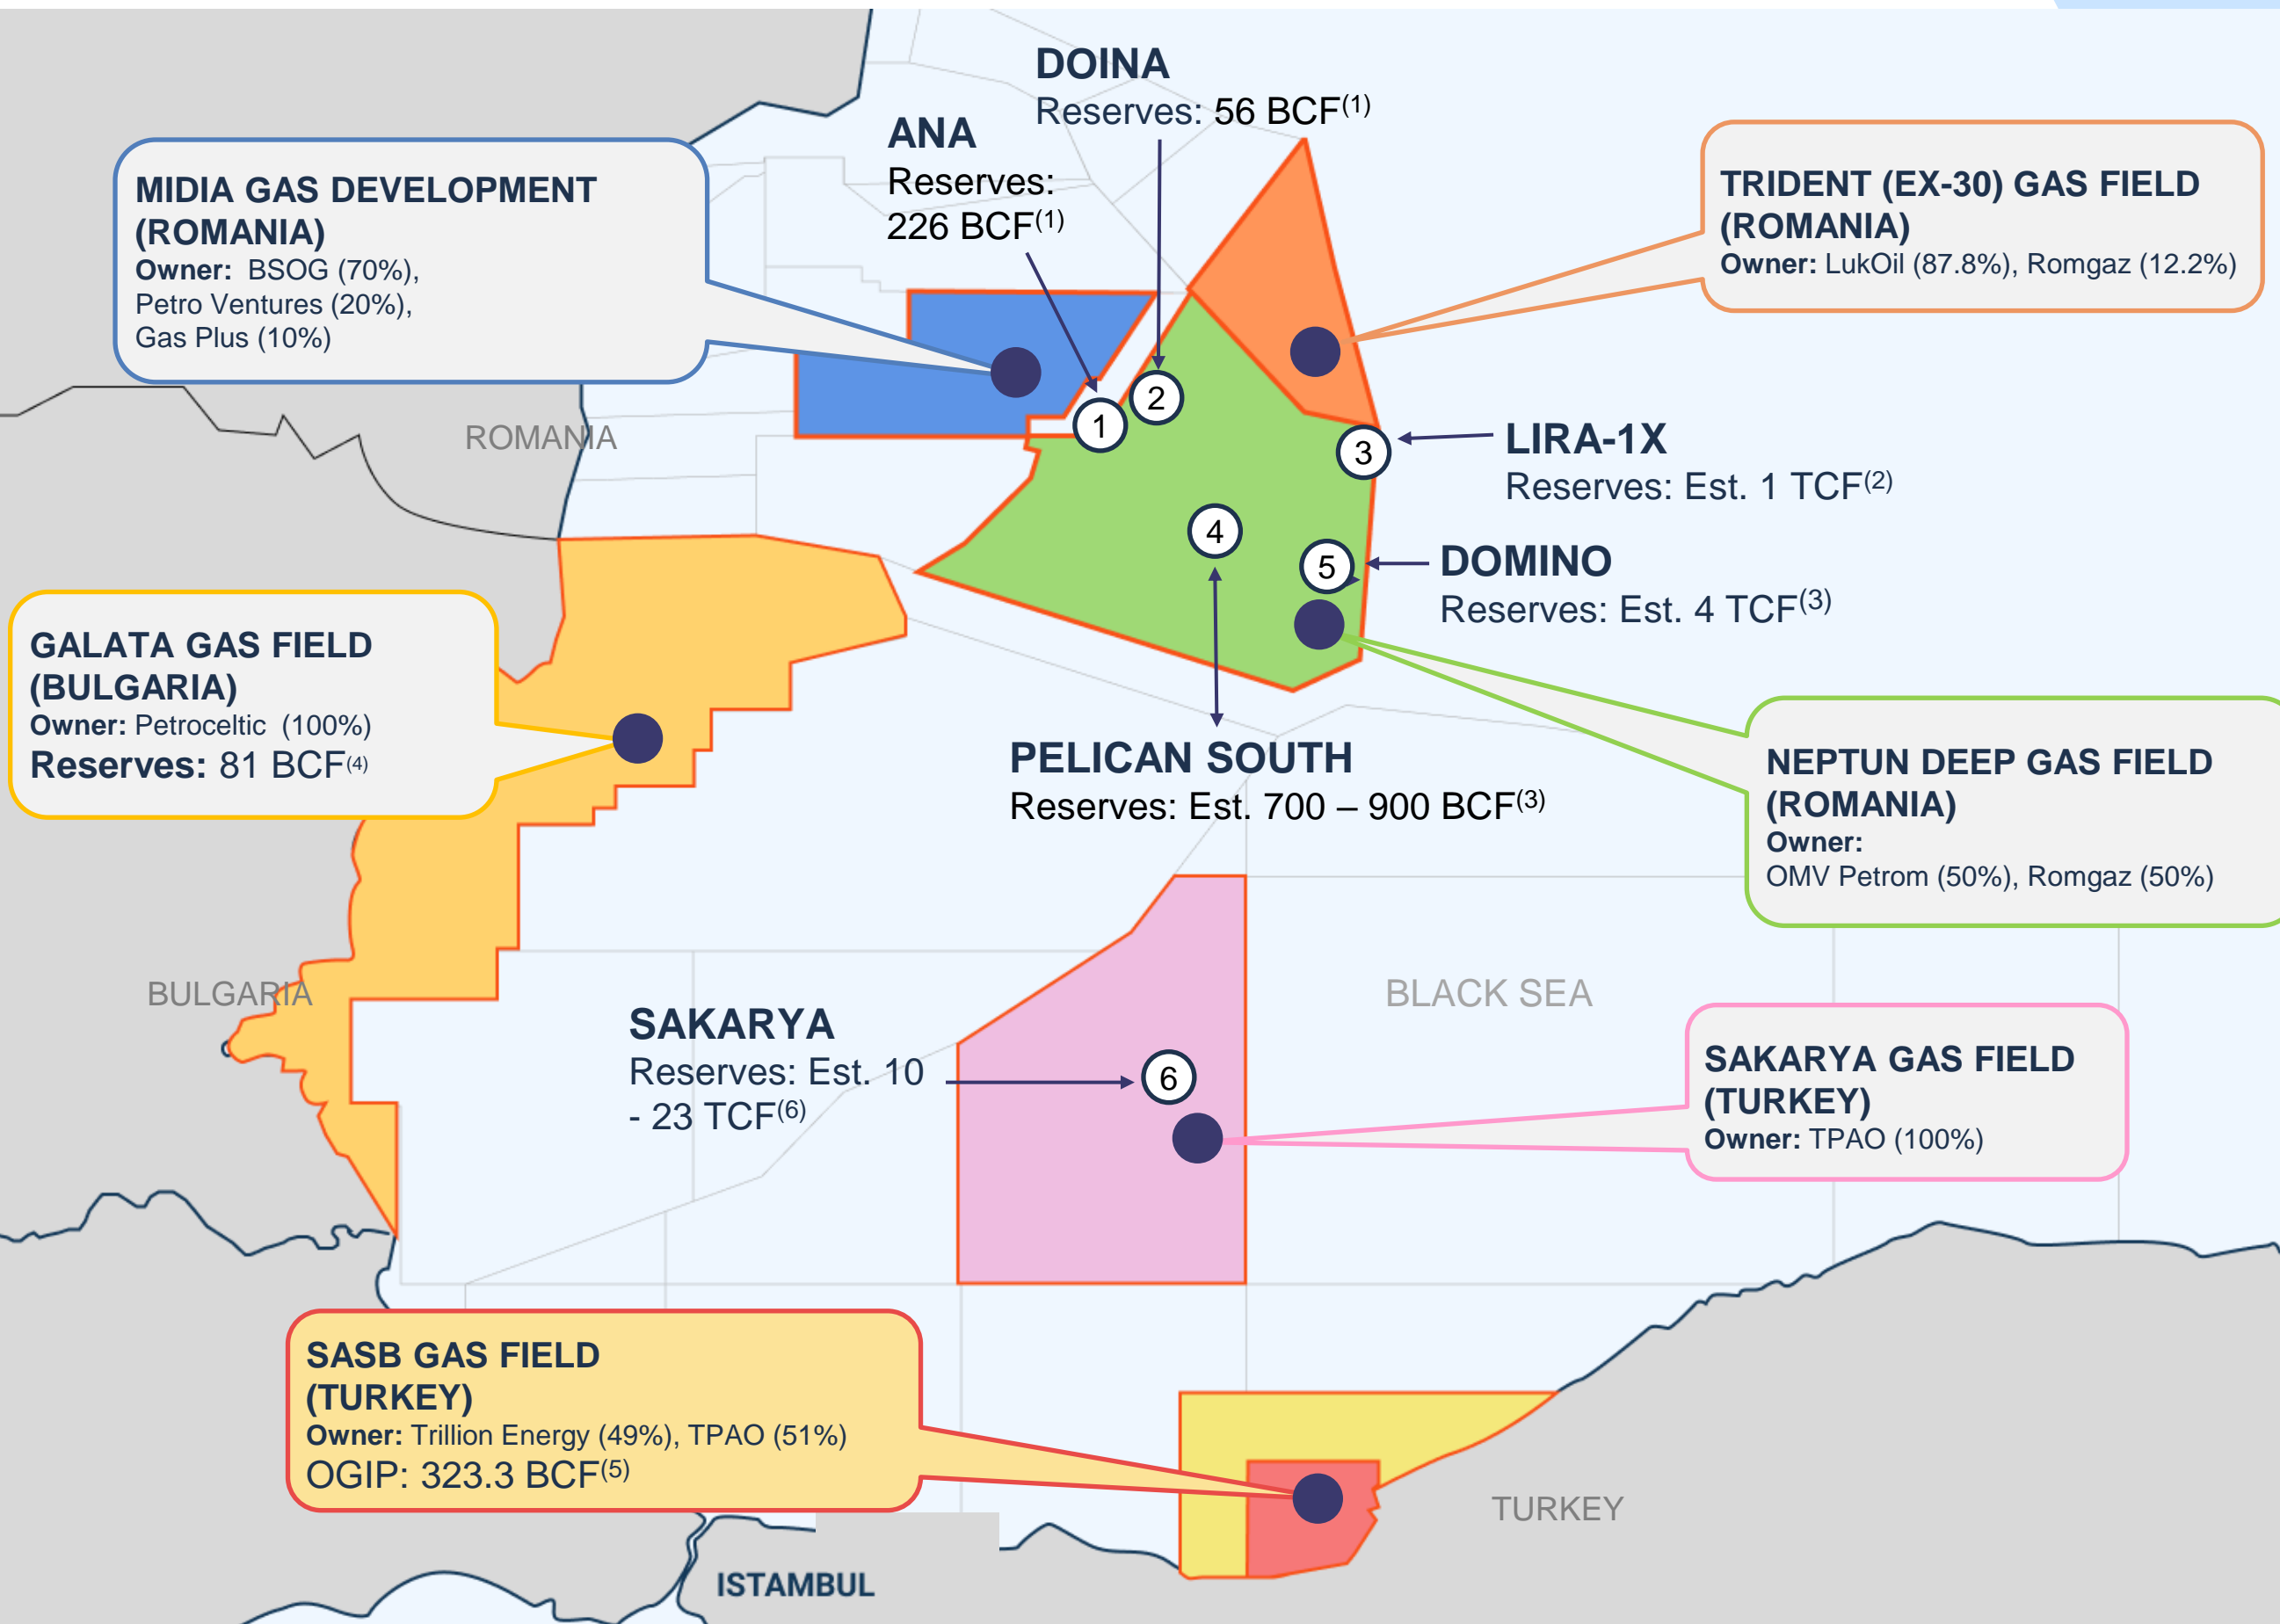 DOINA
Reserves: 56 BCF(1)
ANA
Reserves:
226 BCF(1)
MIDIA GAS DEVELOPMENT
(ROMANIA)
Owner: BSOG (70%),
Petro Ventures (20%),
Gas Plus (10%)
TRIDENT (EX-30) GAS FIELD
(ROMANIA)
Owner: LukOil (87.8%), Romgaz (12.2%)
2
1
3
ROMANIA
LIRA-1X
Reserves: Est. 1 TCF(2)
4
5
DOMINO
Reserves: Est. 4 TCF(3)
GALATA GAS FIELD
(BULGARIA)
Owner: Petroceltic (100%)
Reserves: 81 BCF(4)
PELICAN SOUTH
Reserves: Est. 700 – 900 BCF(3)
NEPTUN DEEP GAS FIELD
(ROMANIA)
Owner:
OMV Petrom (50%), Romgaz (50%)
BULGARIA
BLACK SEA
SAKARYA
Reserves: Est. 10
- 23 TCF(6)
6
SAKARYA GAS FIELD
(TURKEY)
Owner: TPAO (100%)
SASB GAS FIELD
(TURKEY)
Owner: Trillion Energy (49%), TPAO (51%)
OGIP: 323.3 BCF(5)
TURKEY
ISTAMBUL